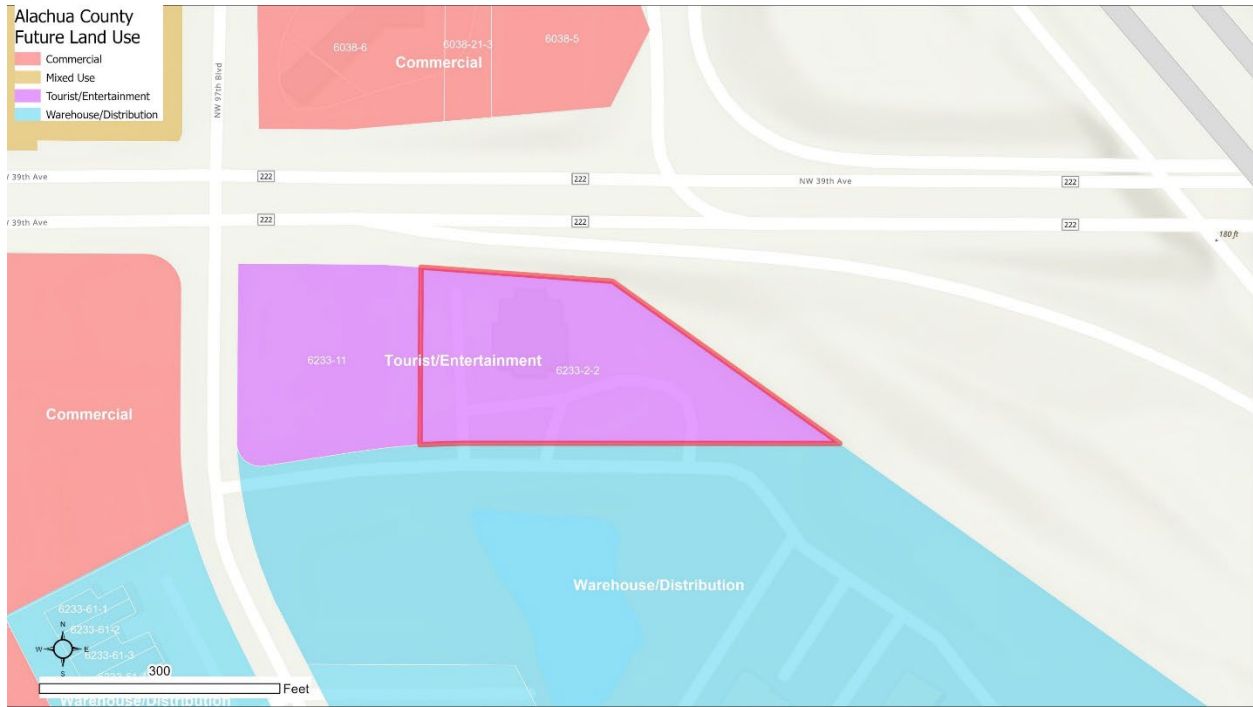 Alachua County
Future Land Use
Commercial
Mixed Use
Tourist/Entertainment
Warehouse/Distribution
6038-6
6038-21-3
6038-5
Commercial
NW 97th Blvd
39th Ave
222
222
NW 39th Ave
222
39th Ave
222
222
222
180 ft
6233-11
Tourist/Entertainment
6233-2-2
Commercial
Warehouse/Distribution
6233-61-1
N
6233-61-2
W
E
6233-61-3
S
300
Feet
Warehouse/Distribution